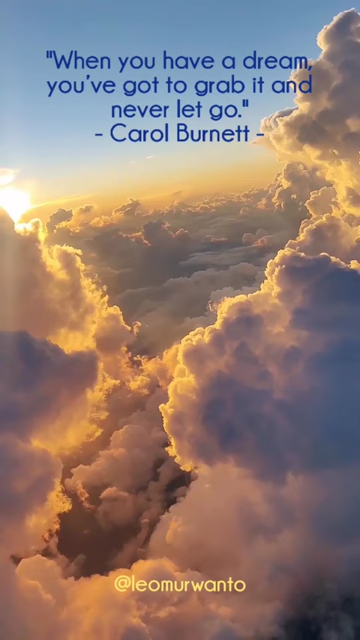 "When you have a dream,
you've got to grab it and
never let go."
- Carol Burnett -
@leomurwanto